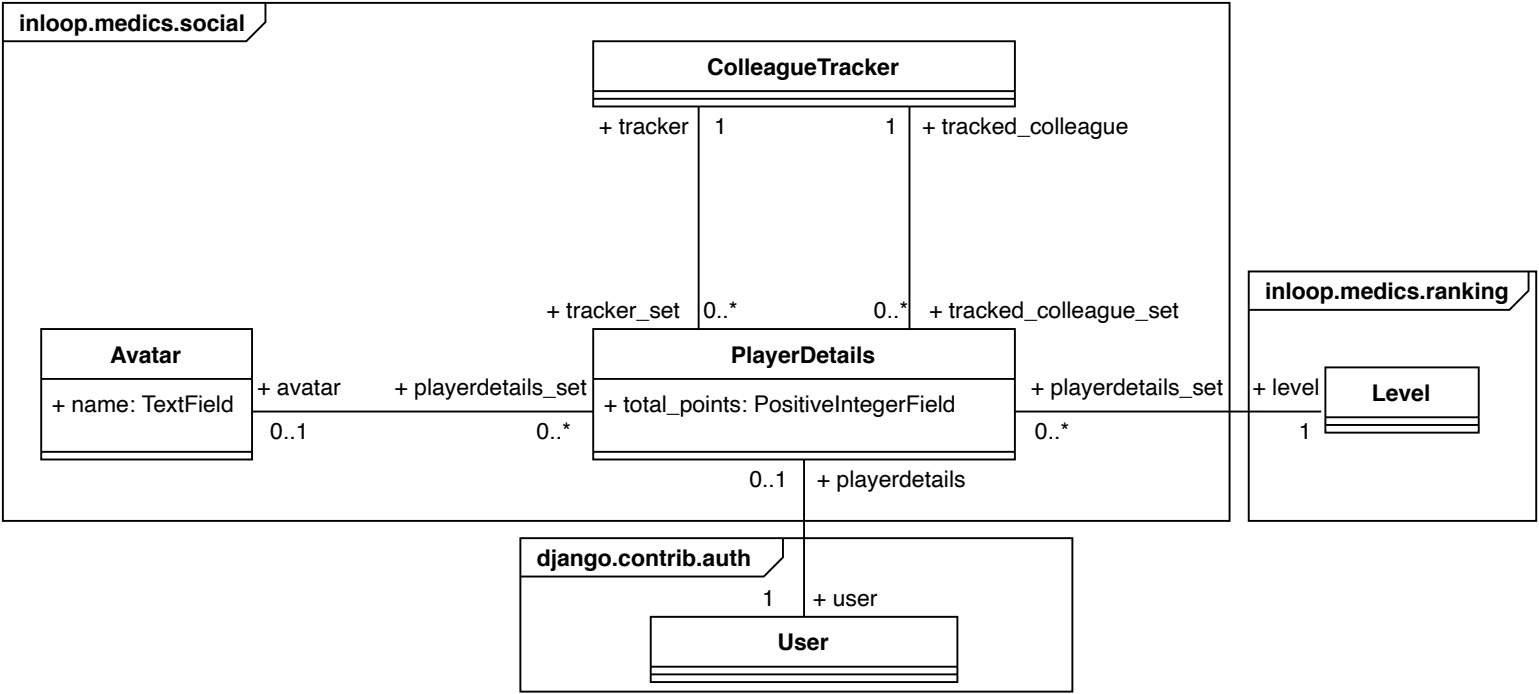 inloop.medics.social
ColleagueTracker
+ tracker 1 1 + tracked_colleague
+ tracker_set 0..* 0..* + tracked_colleague_set
inloop.medics.ranking
Avatar
+ name: TextField
+ avatar + playerdetails_set
0..1 0..*
PlayerDetails
+ total_points: PositiveIntegerField
+ playerdetails_set + level
0..* 1
Level
0..1 + playerdetails
django.contrib.auth
1 + user
User